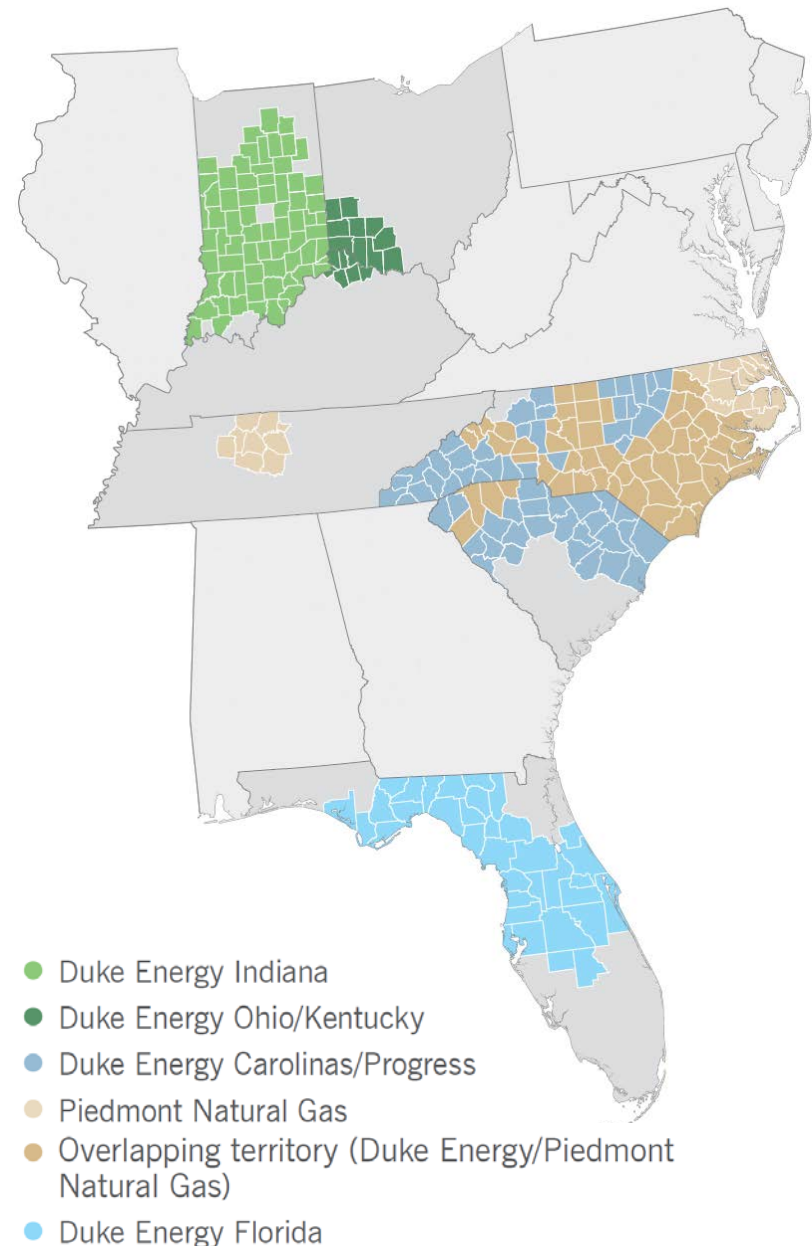 Duke Energy Indiana
Duke Energy Ohio/Kentucky
Duke Energy Carolinas/Progress
Piedmont Natural Gas
Overlapping territory (Duke Energy/Piedmont
Natural Gas)
Duke Energy Florida